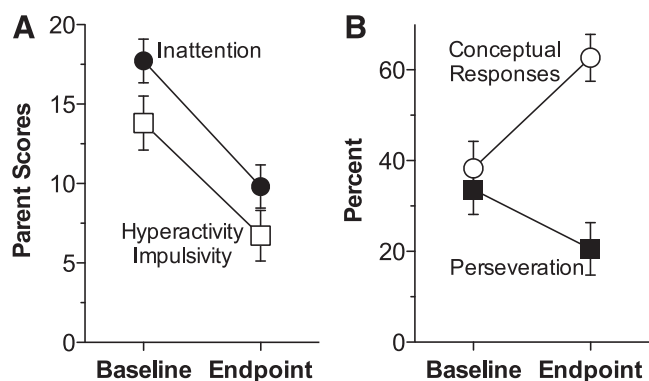 A
Parent Scores
20
15
10
5
0
Inattention
Hyperactivity
Impulsivity
Baseline Endpoint
B
Percent
60
40
20
0
Conceptual
Responses
Perseveration
Baseline Endpoint